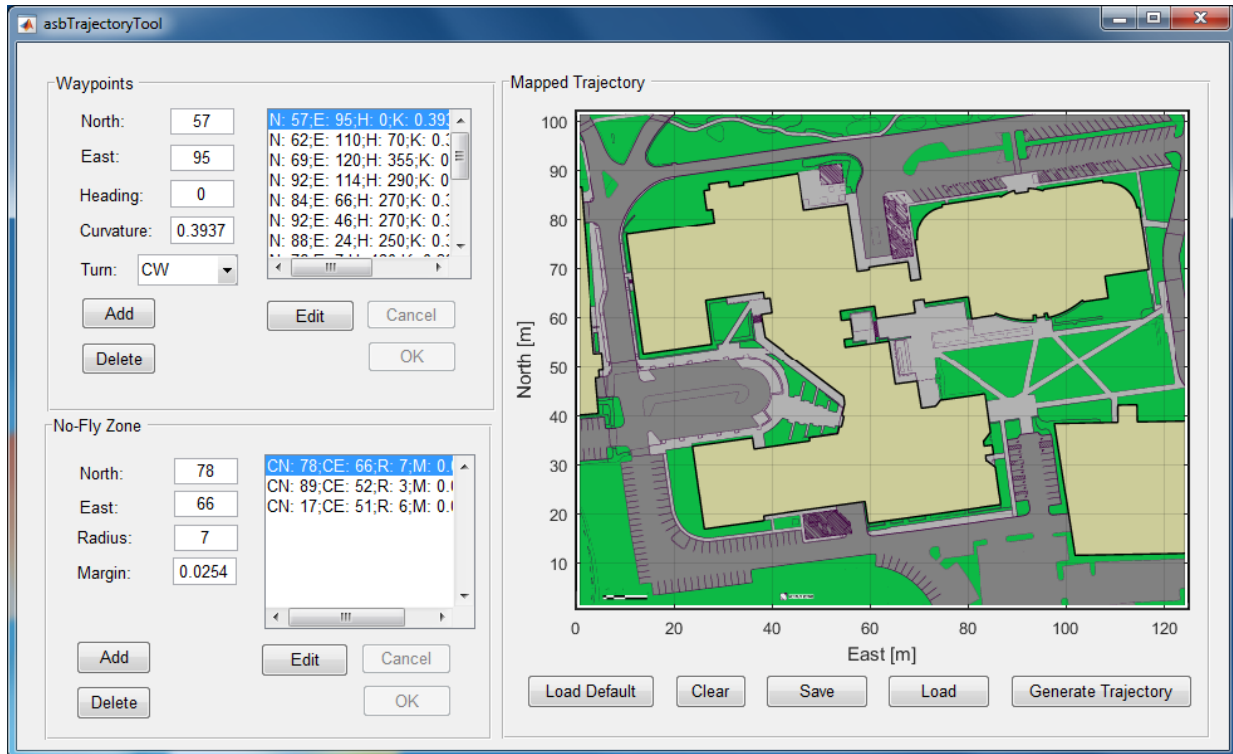 asbTrajectoryTool
Waypoints
North: 57
East: 95
Heading: 0
Curvature: 0.3937
Turn: CW
Add
Delete
N: 57;E: 95;H: 0;K: 0.393
N: 62;E: 110;H: 70;K: 0.3
N: 69;E: 120;H: 355;K: 0
N: 92;E: 114;H: 290;K: 0
N: 84;E: 66;H: 270;K: 0.3
N: 92;E: 46;H: 270;K: 0.3
N: 88;E: 24;H: 250;K: 0.3
Edit
Cancel
OK
No-Fly Zone
North: 78
East: 66
Radius: 7
Margin: 0.0254
Add
Delete
CN: 78;CE: 66;R: 7;M: 0.0
CN: 89;CE: 52;R: 3;M: 0.0
CN: 17;CE: 51;R: 6;M: 0.0
Edit
Cancel
OK
Mapped Trajectory
North [m]
100
90
80
70
60
50
40
30
20
10
0 20 40 60 80 100 120
East [m]
Load Default
Clear
Save
Load
Generate Trajectory